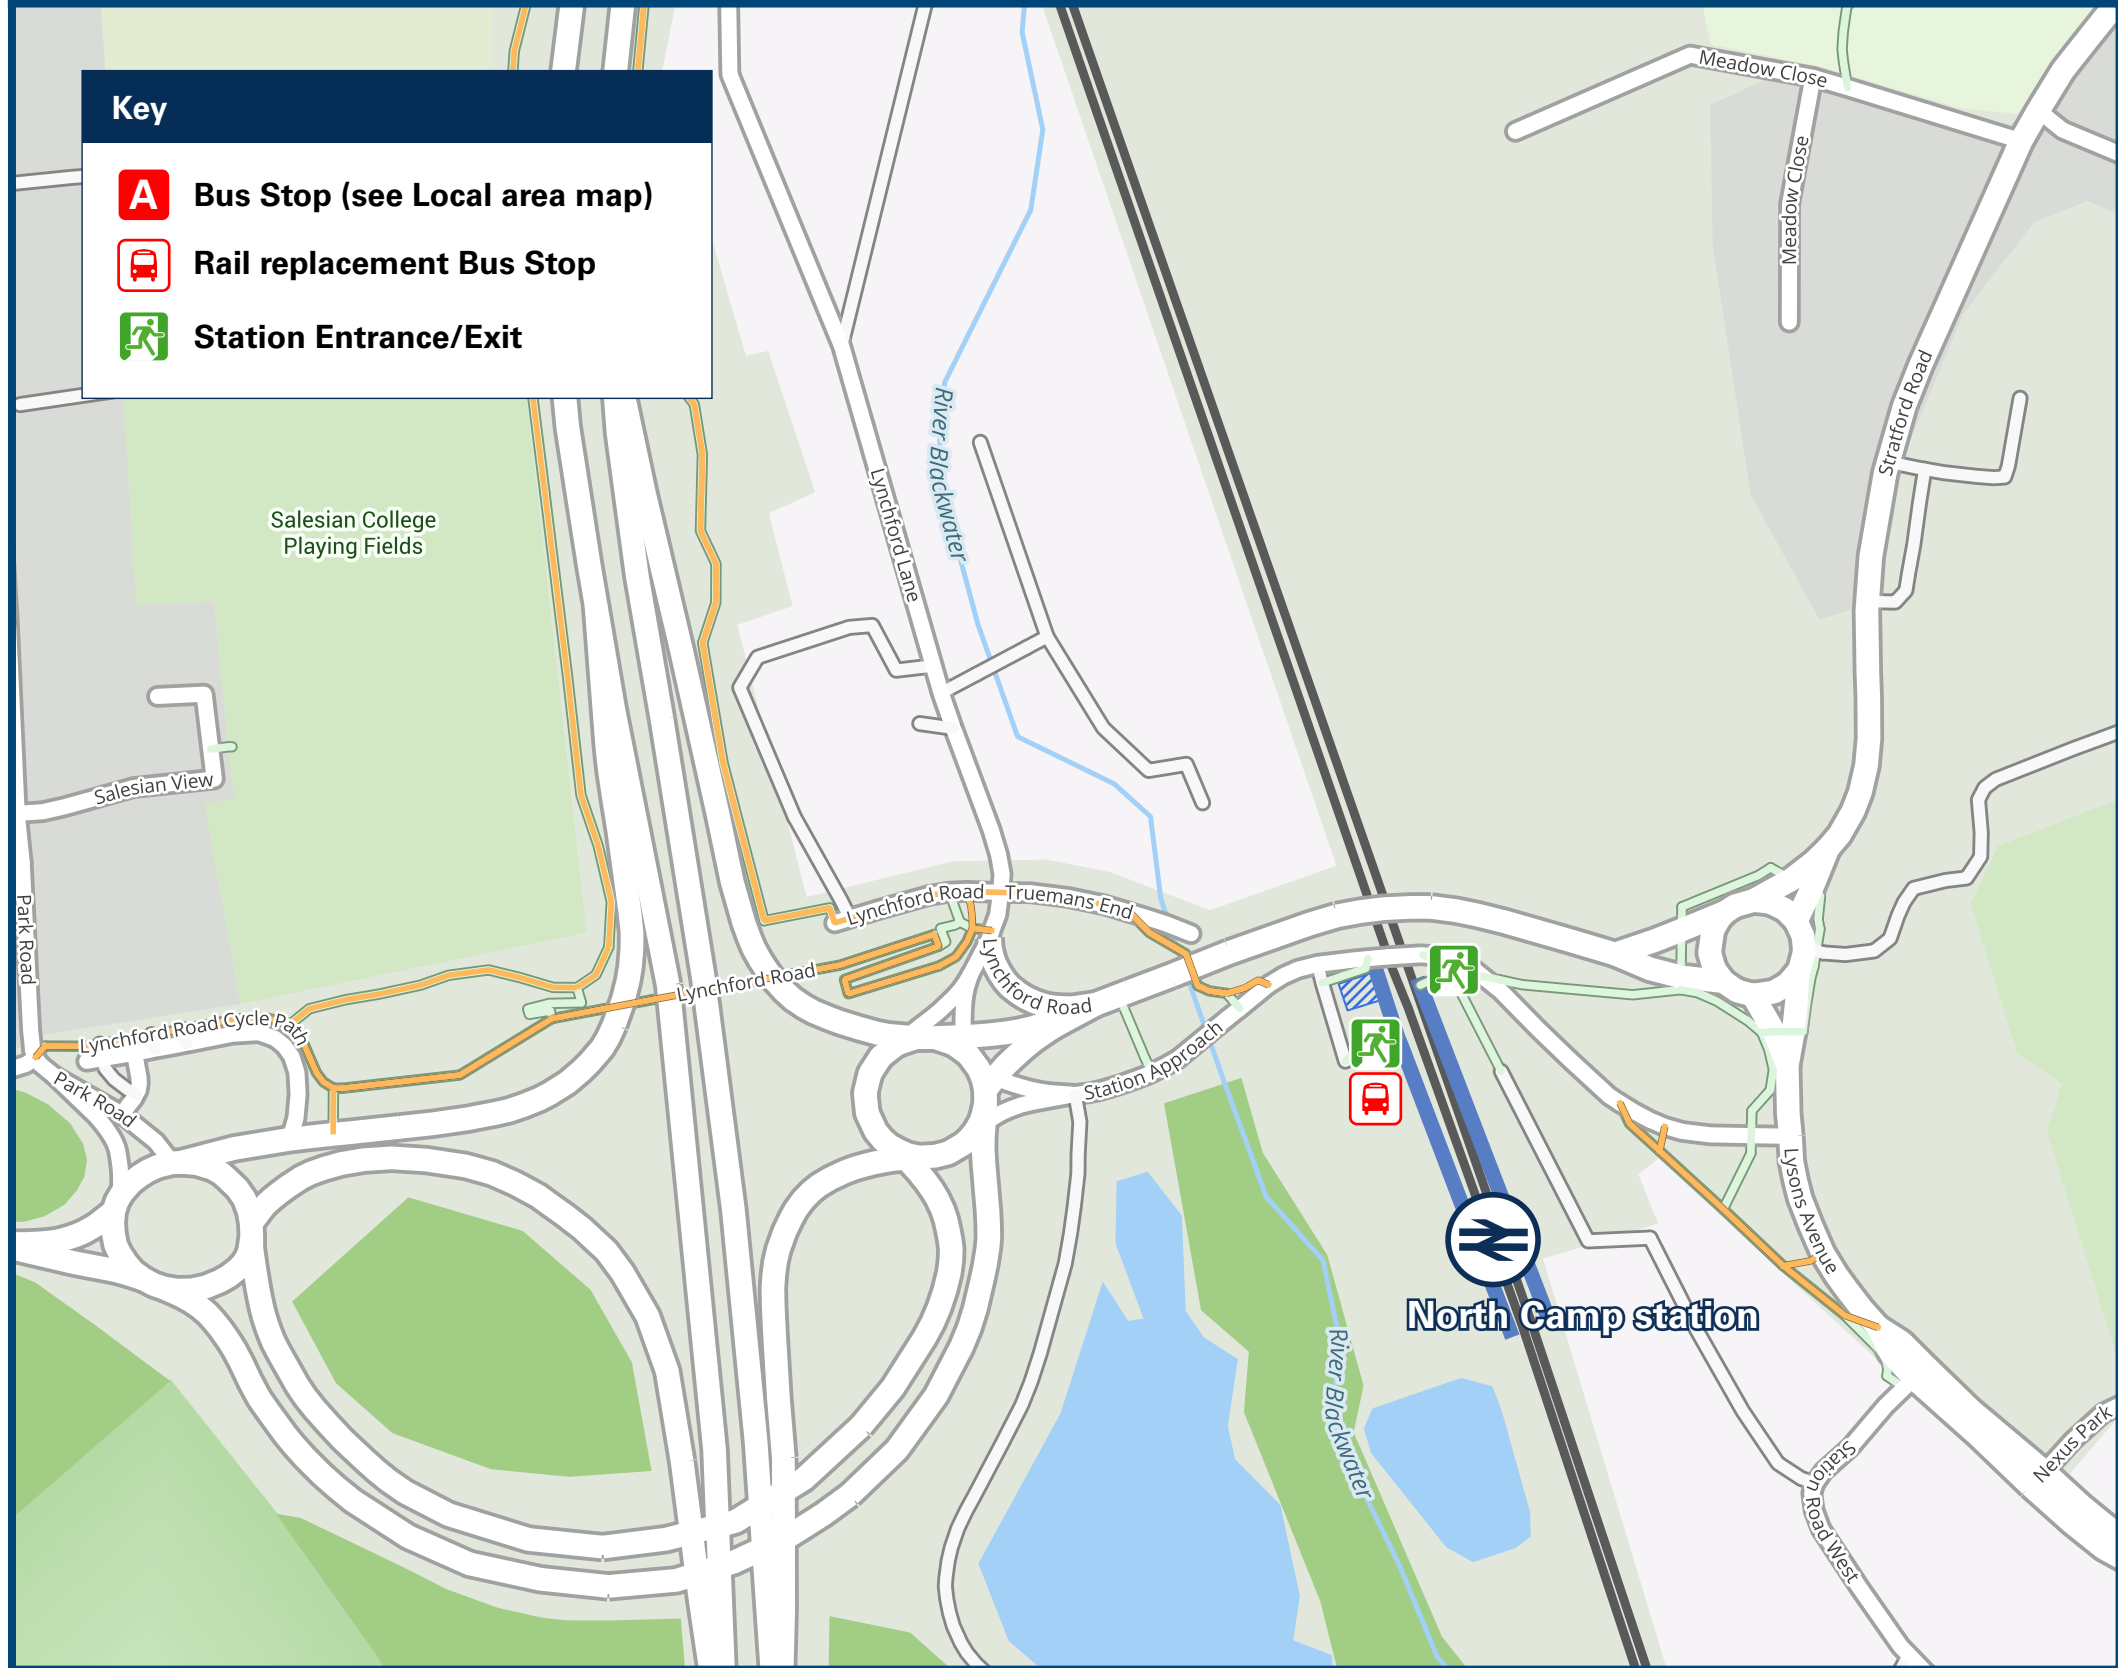 Key
A
Bus Stop (see Local area map)
Rail replacement Bus Stop
Station Entrance/Exit
Meadow Close
Meadow Close
Stratford Road
River Blackwater
Lynchford Lane
Salesian College
Playing Fields
Salesian View
Park Road
Lynchford Road
Truemans End
Lynchford Road
Lynchford Road
Lynchford Road Cycle Path
Park Road
Station Approach
Lysons Avenue
North Camp station
River Blackwater
Station Road West
Nexus Park